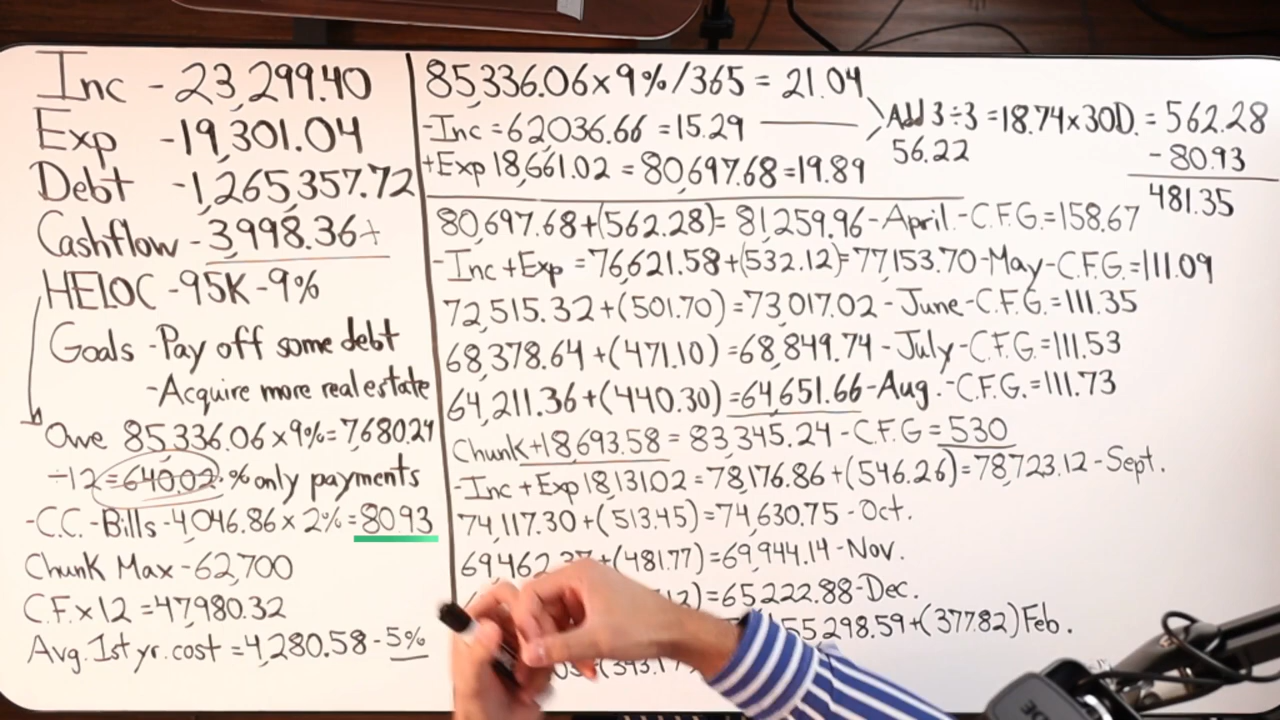 Inc - 23,299.40
Exp - 19,301.04
Debt - 1,265,357.72
Cashflow - 3,998.36+
HELOC - 95K - 9%
Goals - Pay off some debt
- Acquire more real estate
Owe 85,336.06 x 9% = 7,680.24
÷ 12 = 640.02 - % only payments
- C.C. - Bills - 4,046.86 x 2% = 80.93
Chunk Max - 62,700
C.F. x 12 = 47,980.32
Avg. 1st yr. cost = 4,280.58 - 5%
85,336.06 x 9% / 365 = 21.04
- Inc = 62,036.66 = 15.29
+ Exp 18,661.02 = 80,697.68 = 19.89
Add 3 ÷ 3 = 18.74 x 30D. = 562.28
56.22
- 80.93
481.35
80,697.68 + (562.28) = 81,259.96 - April - C.F.G. = 158.67
- Inc + Exp = 76,621.58 + (532.12) = 77,153.70 - May - C.F.G. = 111.09
72,515.32 + (501.70) = 73,017.02 - June - C.F.G. = 111.35
68,378.64 + (471.10) = 68,849.74 - July - C.F.G. = 111.53
64,211.36 + (440.30) = 64,651.66 - Aug. - C.F.G. = 111.73
Chunk + 18,693.58 = 83,345.24 - C.F.G = 530
- Inc + Exp 18,131.02 = 78,176.86 + (546.26) = 78,723.12 - Sept.
74,117.30 + (513.45) = 74,630.75 - Oct.
69,462.37 + (481.77) = 69,944.14 - Nov.
= 65,222.88 - Dec.
55,298.59 + (377.82) Feb.